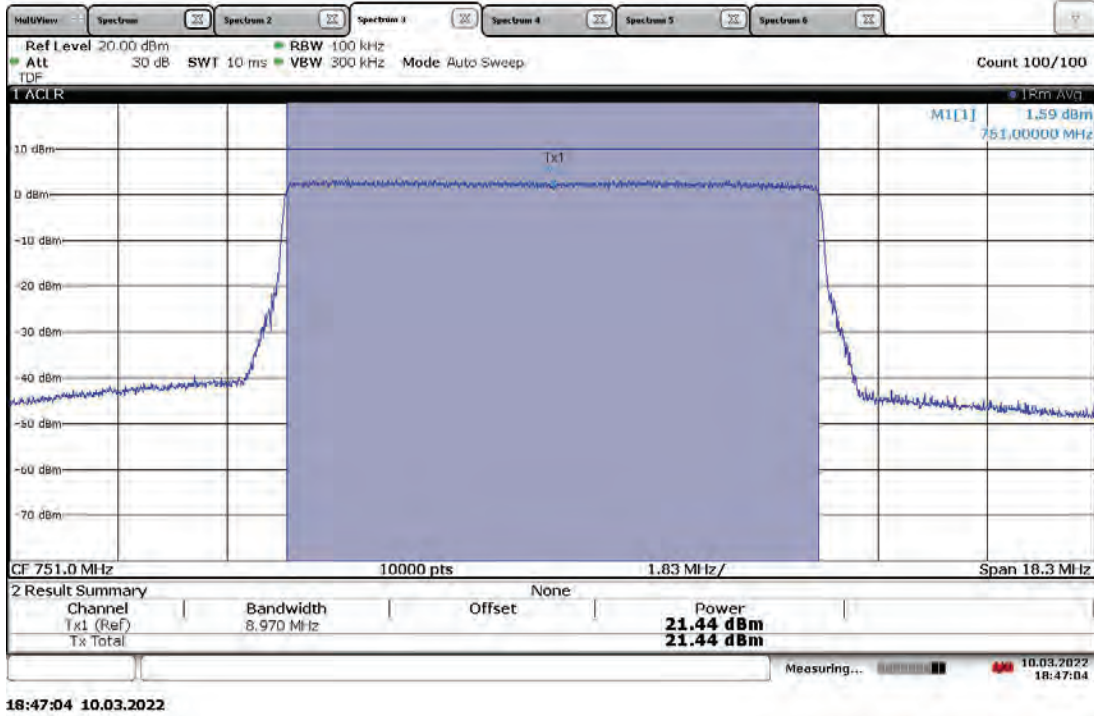 MultiView Spectrum Spectrum 2 Spectrum 3 Spectrum 4 Spectrum 5 Spectrum 6
Ref Level 20.00 dBm RBW 100 kHz
Att 30 dB SWT 10 ms VBW 300 kHz Mode Auto Sweep Count 100/100
TDF
1 ACLR 1Rm Avg
M1[1] 1.59 dBm
751.00000 MHz
10 dBm
Tx1
0 dBm
-10 dBm
-20 dBm
-30 dBm
-40 dBm
-50 dBm
-60 dBm
-70 dBm
CF 751.0 MHz 10000 pts 1.83 MHz/ Span 18.3 MHz
2 Result Summary None
Channel Bandwidth Offset Power
Tx1 (Ref) 8.970 MHz 21.44 dBm
Tx Total 21.44 dBm
Measuring... 10.03.2022
18:47:04
18:47:04 10.03.2022